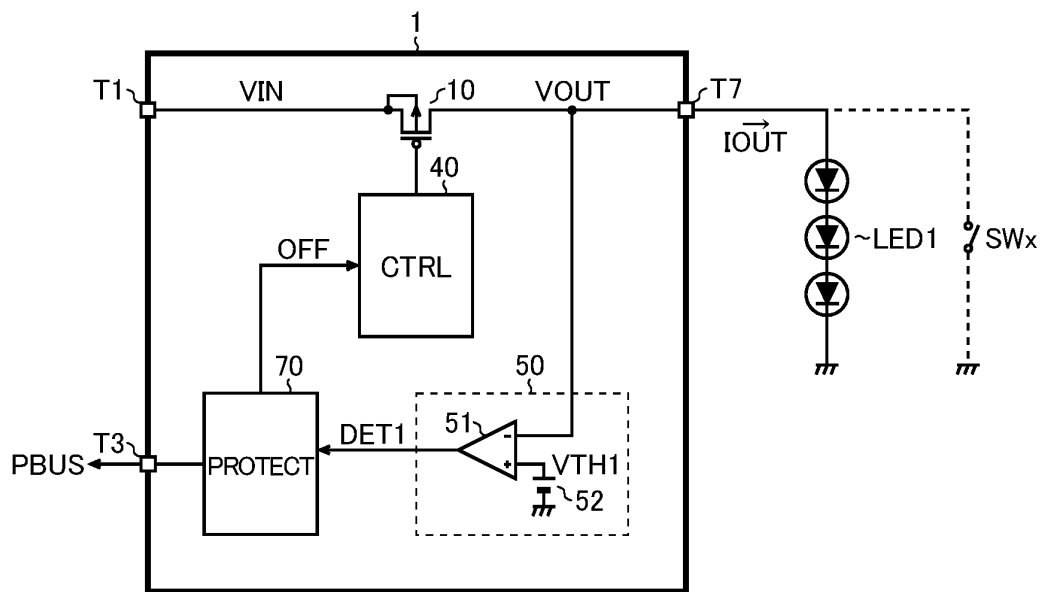 1
T1
VIN
10
VOUT
T7
IOUT
40
CTRL
OFF
~LED1
SWx
70
50
51
DET1
T3
PBUS
PROTECT
-
+
VTH1
52